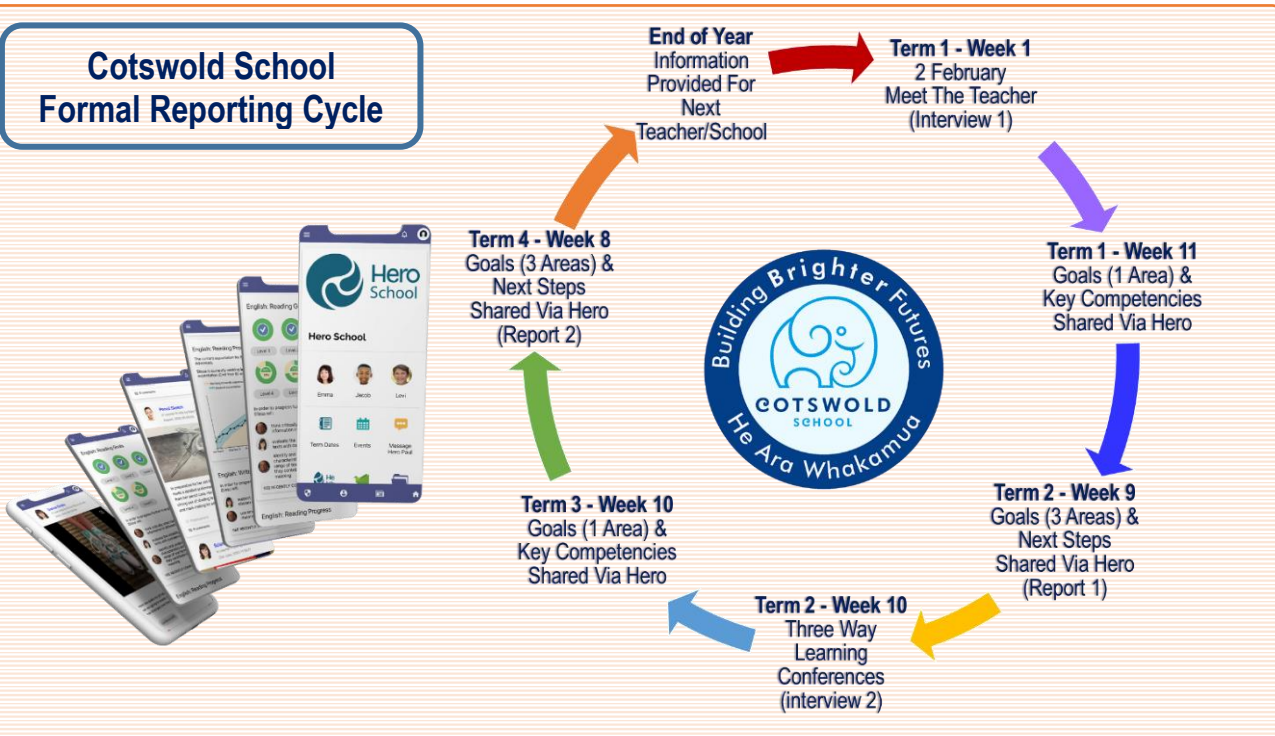 Cotswold School
Formal Reporting Cycle
End of Year
Information
Provided For
Next
Teacher/School
Term 1 - Week 1
2 February
Meet The Teacher
(Interview 1)
Term 1 - Week 11
Goals (1 Area) &
Key Competencies
Shared Via Hero
Term 2 - Week 9
Goals (3 Areas) &
Next Steps
Shared Via Hero
(Report 1)
Term 2 - Week 10
Three Way
Learning
Conferences
(interview 2)
Term 3 - Week 10
Goals (1 Area) &
Key Competencies
Shared Via Hero
Term 4 - Week 8
Goals (3 Areas) &
Next Steps
Shared Via Hero
(Report 2)
Building Brighter Futures
COTSWOLD
SCHOOL
He Ara Whakamua
Hero
School
Hero School
Emma Jacob Levi
Term Dates Events Message
Hero Paul
English: Reading Progress